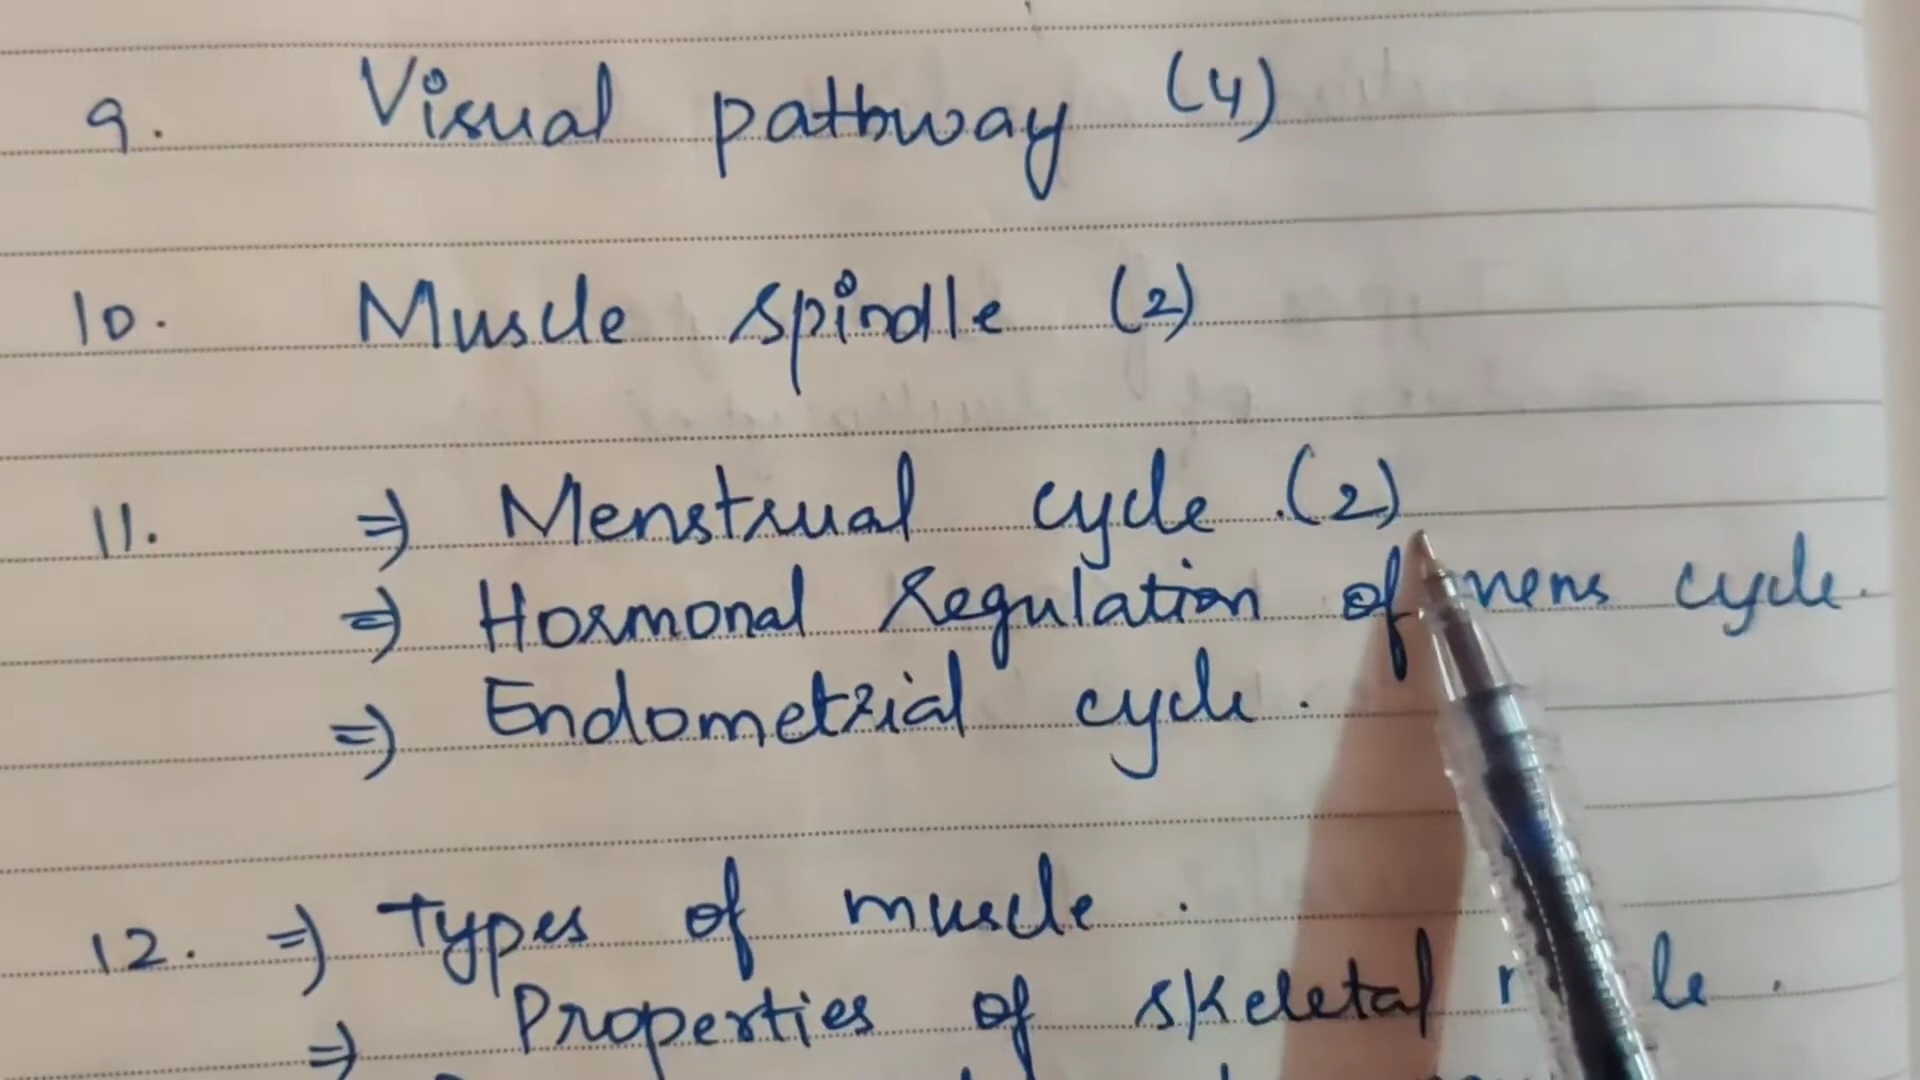 9. Visual pathway (4)
10. Muscle spindle (2)
11. ⇒ Menstrual cycle (2)
⇒ Hormonal Regulation of mens cycle.
⇒ Endometrial cycle.
12. ⇒ Types of muscle.
⇒ Properties of skeletal